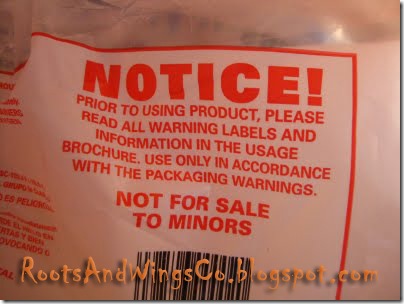 NOTICE!
PRIOR TO USING PRODUCT, PLEASE
READ ALL WARNING LABELS AND
INFORMATION IN THE USAGE
BROCHURE. USE ONLY IN ACCORDANCE
WITH THE PACKAGING WARNINGS.
NOT FOR SALE
TO MINORS
RootsAndWingsCo.blogspot.com